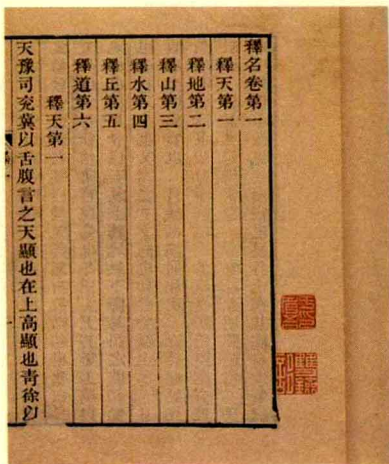 釋名卷第一
釋天第一
釋地第二
釋山第三
釋水第四
釋丘第五
釋道第六
釋天第一
天豫司兖冀以舌腹言之天顯也在上高顯也青徐以